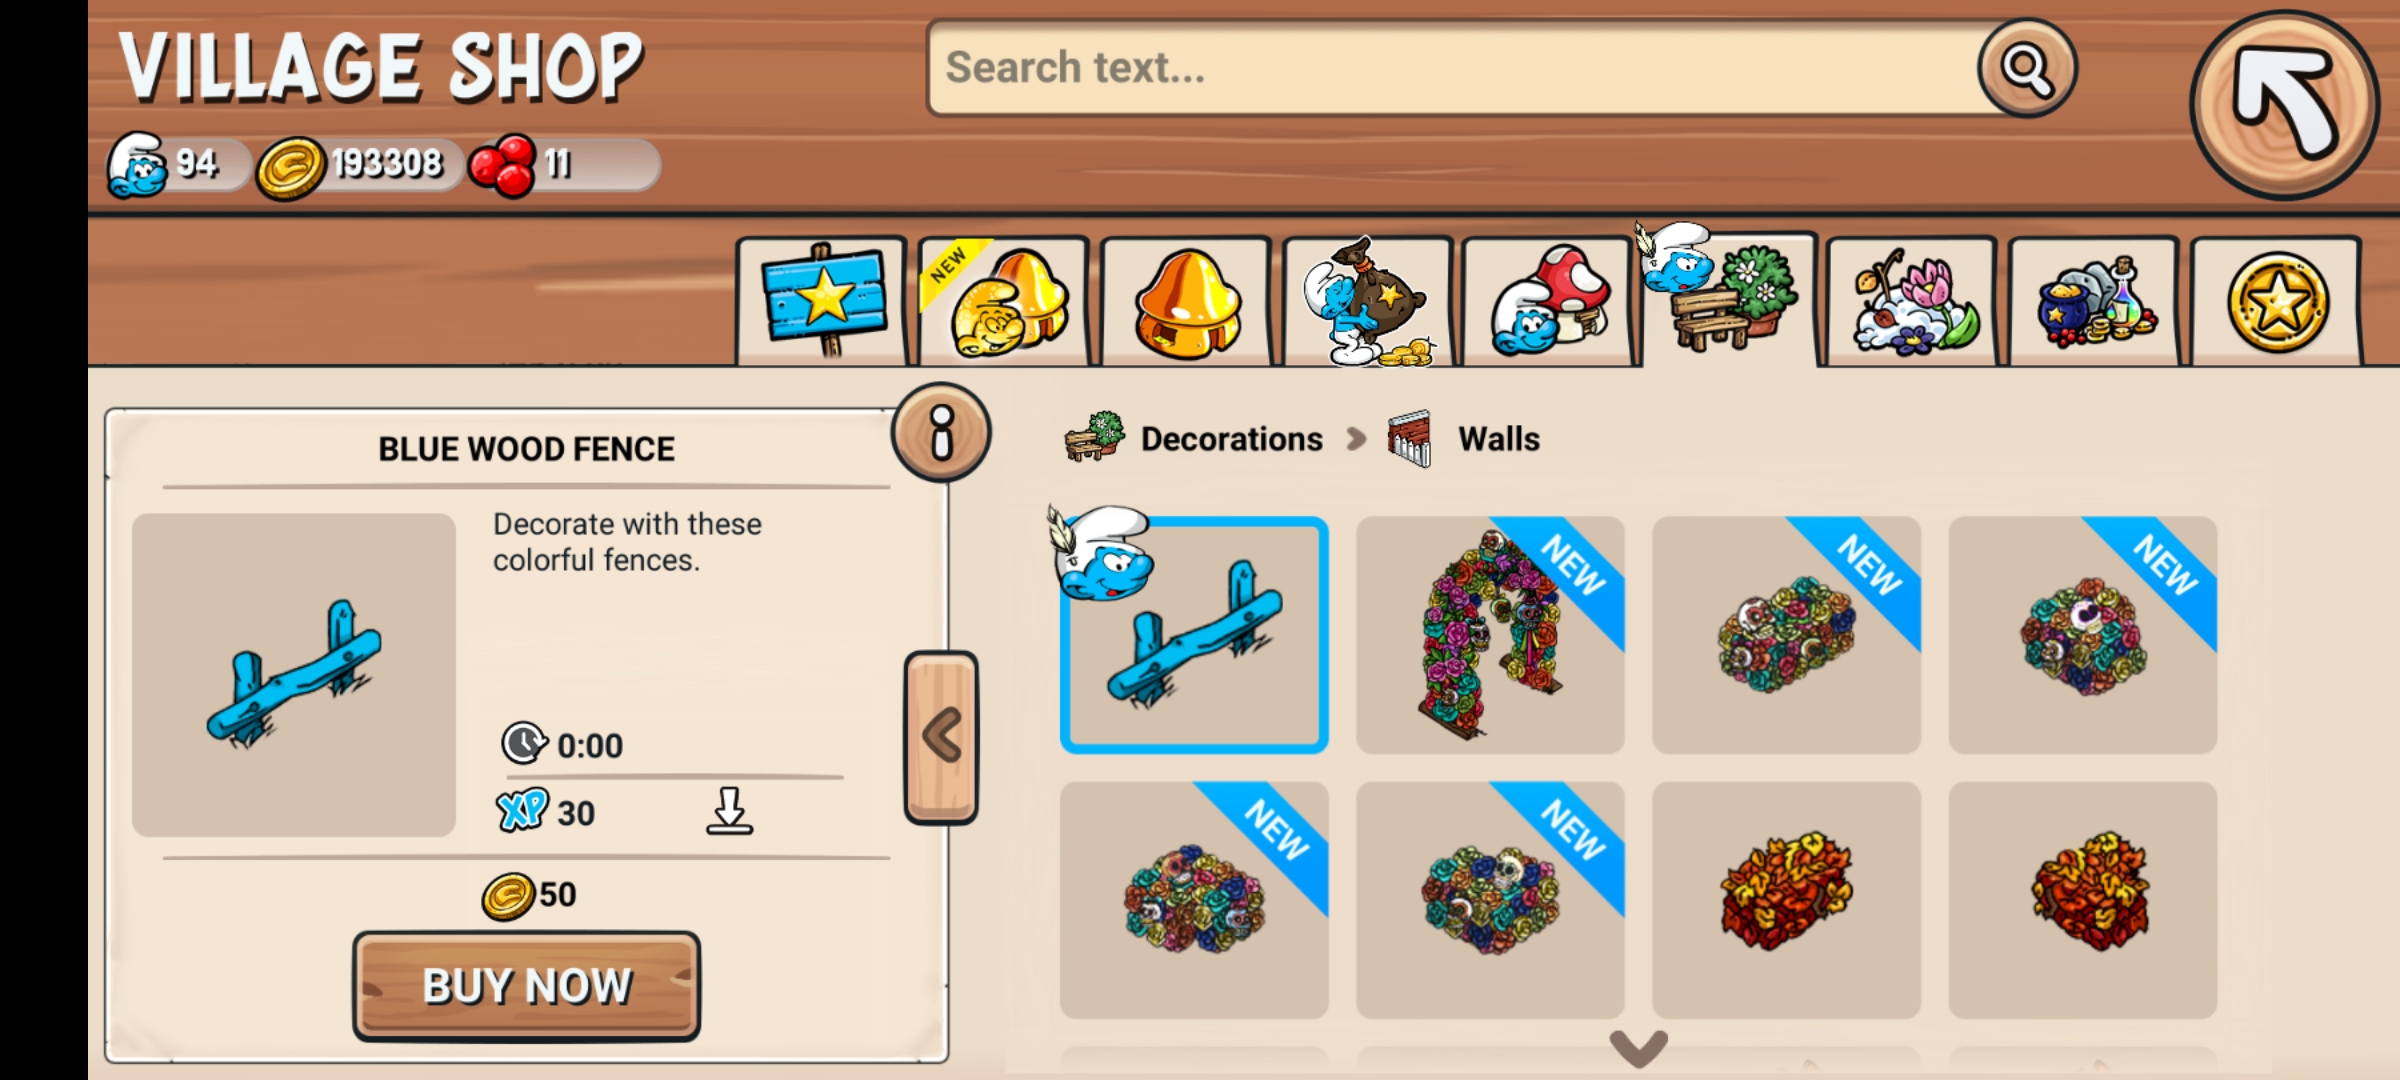 VILLAGE SHOP
Search text...
94
193308
11
NEW
Decorations
Walls
BLUE WOOD FENCE
Decorate with these
colorful fences.
0:00
XP 30
50
BUY NOW
NEW
NEW
NEW
NEW
NEW